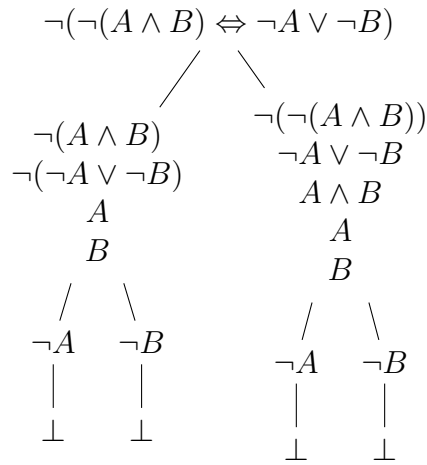 ¬(¬(A ∧ B) ⇔ ¬A ∨ ¬B)
¬(A ∧ B)
¬(¬A ∨ ¬B)
A
B
¬A ¬B
⊥ ⊥
¬(¬(A ∧ B))
¬A ∨ ¬B
A ∧ B
A
B
¬A ¬B
⊥ ⊥